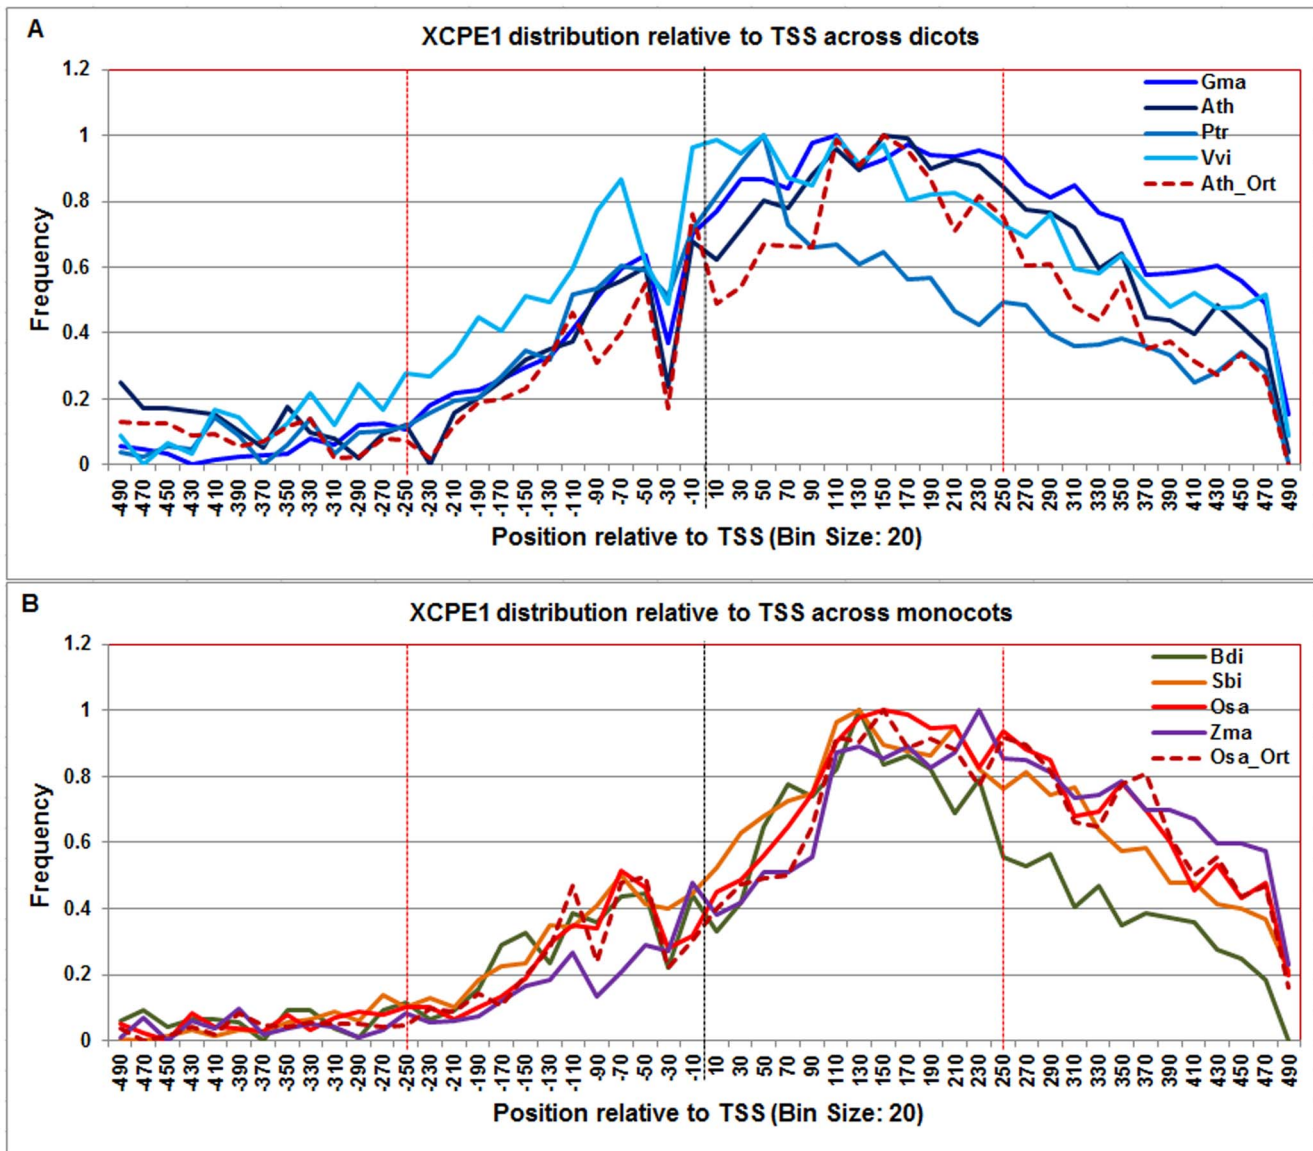 A
XCPE1 distribution relative to TSS across dicots
1.2
1
0.8
0.6
0.4
0.2
0
Frequency
Gma
Ath
Ptr
Vvi
Ath_Ort
-490 -470 -450 -430 -410 -390 -370 -350 -330 -310 -290 -270 -250 -230 -210 -190 -170 -150 -130 -110 -90 -70 -50 -30 -10 10 30 50 70 90 110 130 150 170 190 210 230 250 270 290 310 330 350 370 390 410 430 450 470 490
Position relative to TSS (Bin Size: 20)
B
XCPE1 distribution relative to TSS across monocots
1.2
1
0.8
0.6
0.4
0.2
0
Frequency
Bdi
Sbi
Osa
Zma
Osa_Ort
-490 -470 -450 -430 -410 -390 -370 -350 -330 -310 -290 -270 -250 -230 -210 -190 -170 -150 -130 -110 -90 -70 -50 -30 -10 10 30 50 70 90 110 130 150 170 190 210 230 250 270 290 310 330 350 370 390 410 430 450 470 490
Position relative to TSS (Bin Size: 20)